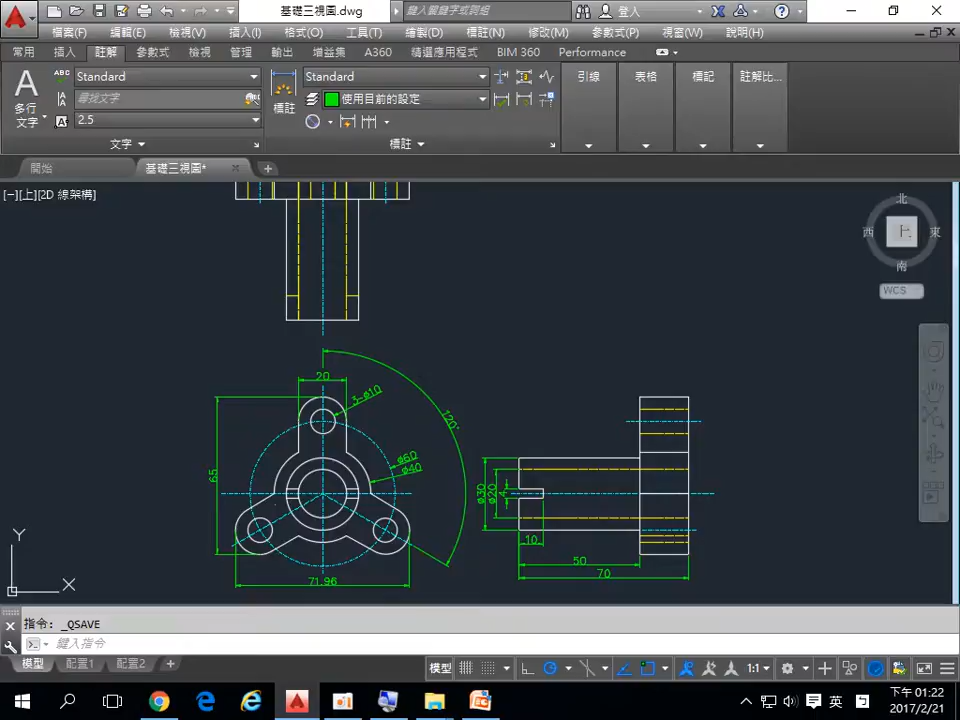 基礎三視圖.dwg
鍵入關鍵字或詞組
登入
檔案(F) 編輯(E) 檢視(V) 插入(I) 格式(O) 工具(T) 繪製(D) 標註(N) 修改(M) 參數式(P) 視窗(W) 說明(H)
常用 插入 註解 參數式 檢視 管理 輸出 增益集 A360 精選應用程式 BIM 360 Performance
A
多行
文字
ABC
Standard
尋找文字
2.5
文字
標註
Standard
使用目前的設定
標註
引線
表格
標記
註解比...
開始
基礎三視圖*
[−][上][2D 線架構]
北
西
上
東
南
WCS
20
3-ø10
120°
65
ø60
ø40
71.96
ø30
ø20
4
10
50
70
Y
X
指令: _QSAVE
鍵入指令
模型 配置1 配置2 +
模型
1:1
英
下午 01:22
2017/2/21